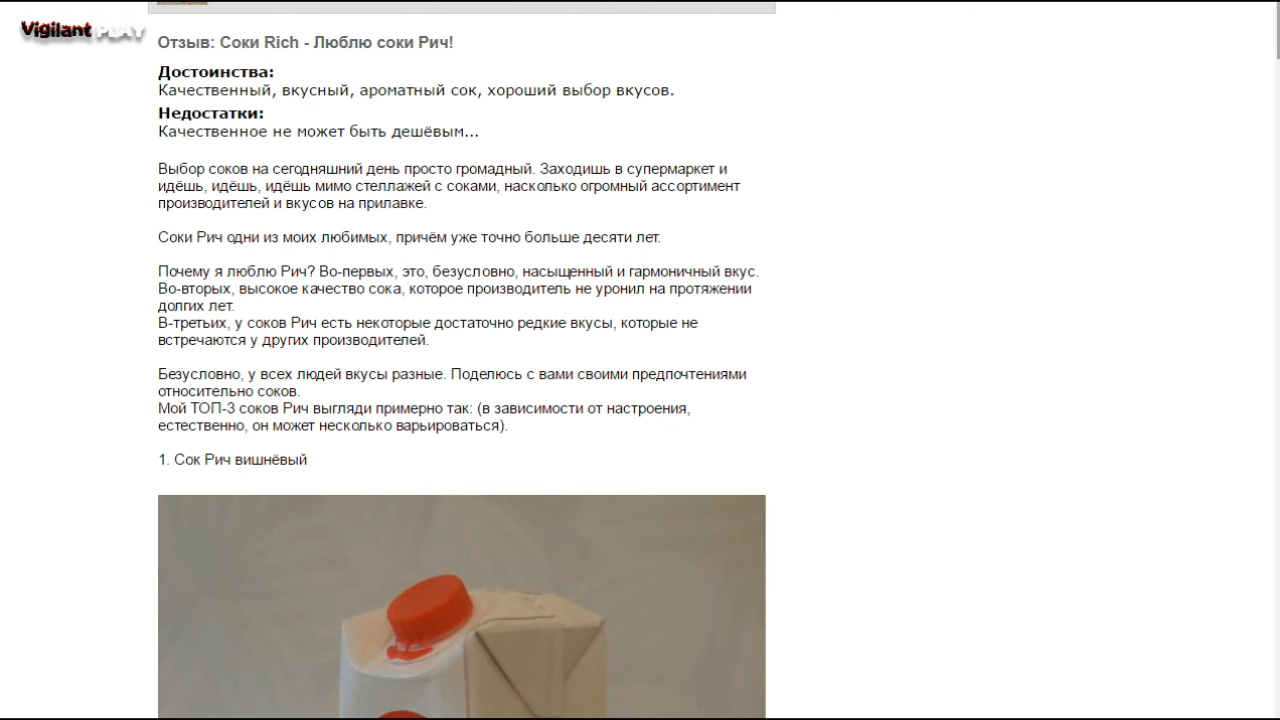 Vigilant PLAY
Отзыв: Соки Rich - Люблю соки Рич!
Достоинства:
Качественный, вкусный, ароматный сок, хороший выбор вкусов.
Недостатки:
Качественное не может быть дешёвым...
Выбор соков на сегодняшний день просто громадный. Заходишь в супермаркет и
идёшь, идёшь, идёшь мимо стеллажей с соками, насколько огромный ассортимент
производителей и вкусов на прилавке.
Соки Рич одни из моих любимых, причём уже точно больше десяти лет.
Почему я люблю Рич? Во-первых, это, безусловно, насыщенный и гармоничный вкус.
Во-вторых, высокое качество сока, которое производитель не уронил на протяжении
долгих лет.
В-третьих, у соков Рич есть некоторые достаточно редкие вкусы, которые не
встречаются у других производителей.
Безусловно, у всех людей вкусы разные. Поделюсь с вами своими предпочтениями
относительно соков.
Мой ТОП-3 соков Рич выгляди примерно так: (в зависимости от настроения,
естественно, он может несколько варьироваться).
1. Сок Рич вишнёвый